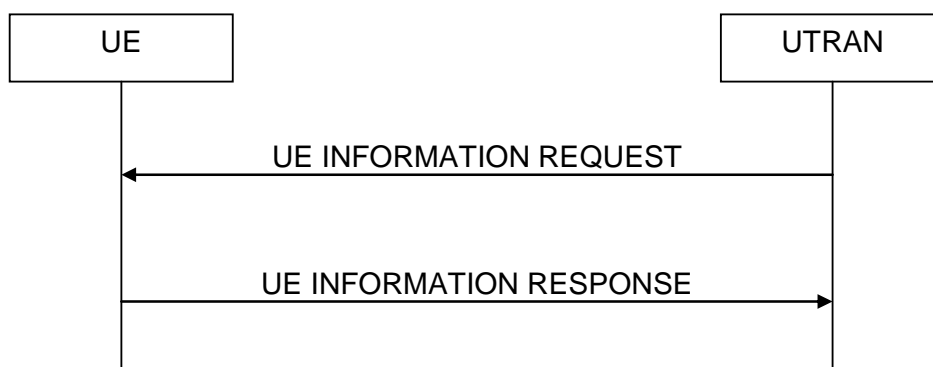 UE
UTRAN
UE INFORMATION REQUEST
UE INFORMATION RESPONSE